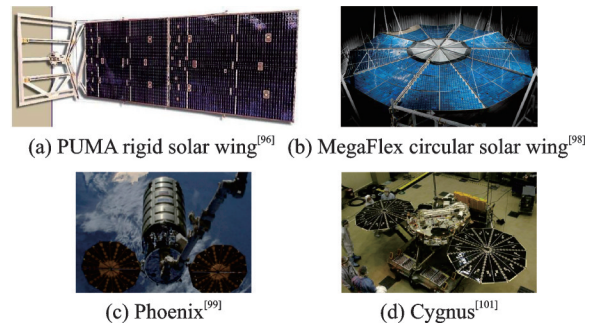 (a) PUMA rigid solar wing[96] (b) MegaFlex circular solar wing[98]
(c) Phoenix[99] (d) Cygnus[101]